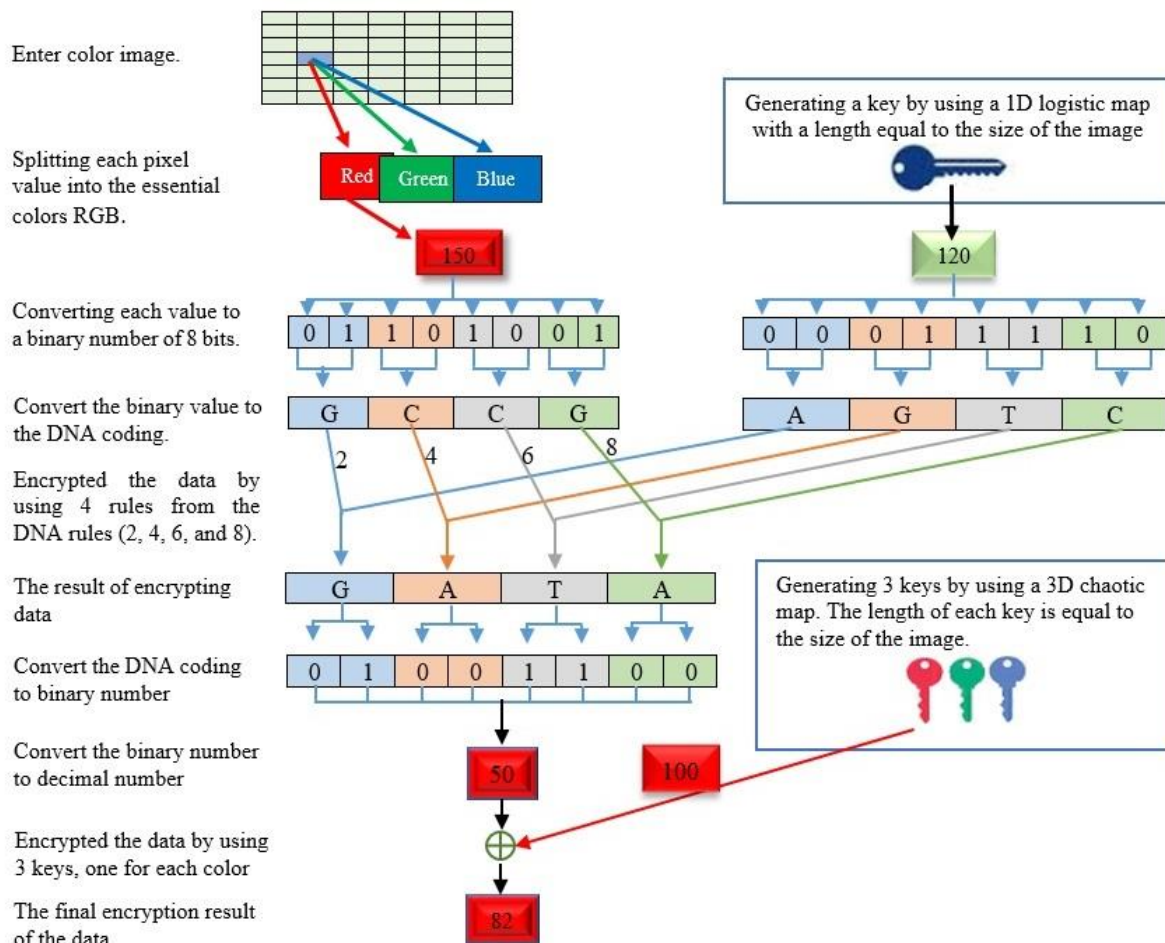 Enter color image.
Generating a key by using a 1D logistic map
with a length equal to the size of the image
Splitting each pixel
value into the essential
colors RGB.
Red Green Blue
150
120
Converting each value to
a binary number of 8 bits.
0 1 1 0 1 0 0 1
0 0 0 1 1 1 1 0
Convert the binary value to
the DNA coding.
G C C G
A G T C
2 4 6 8
Encrypted the data by
using 4 rules from the
DNA rules (2, 4, 6, and 8).
The result of encrypting
data
G A T A
Generating 3 keys by using a 3D chaotic
map. The length of each key is equal to
the size of the image.
Convert the DNA coding
to binary number
0 1 0 0 1 1 0 0
Convert the binary number
to decimal number
50
100
Encrypted the data by using
3 keys, one for each color
The final encryption result
of the data
82